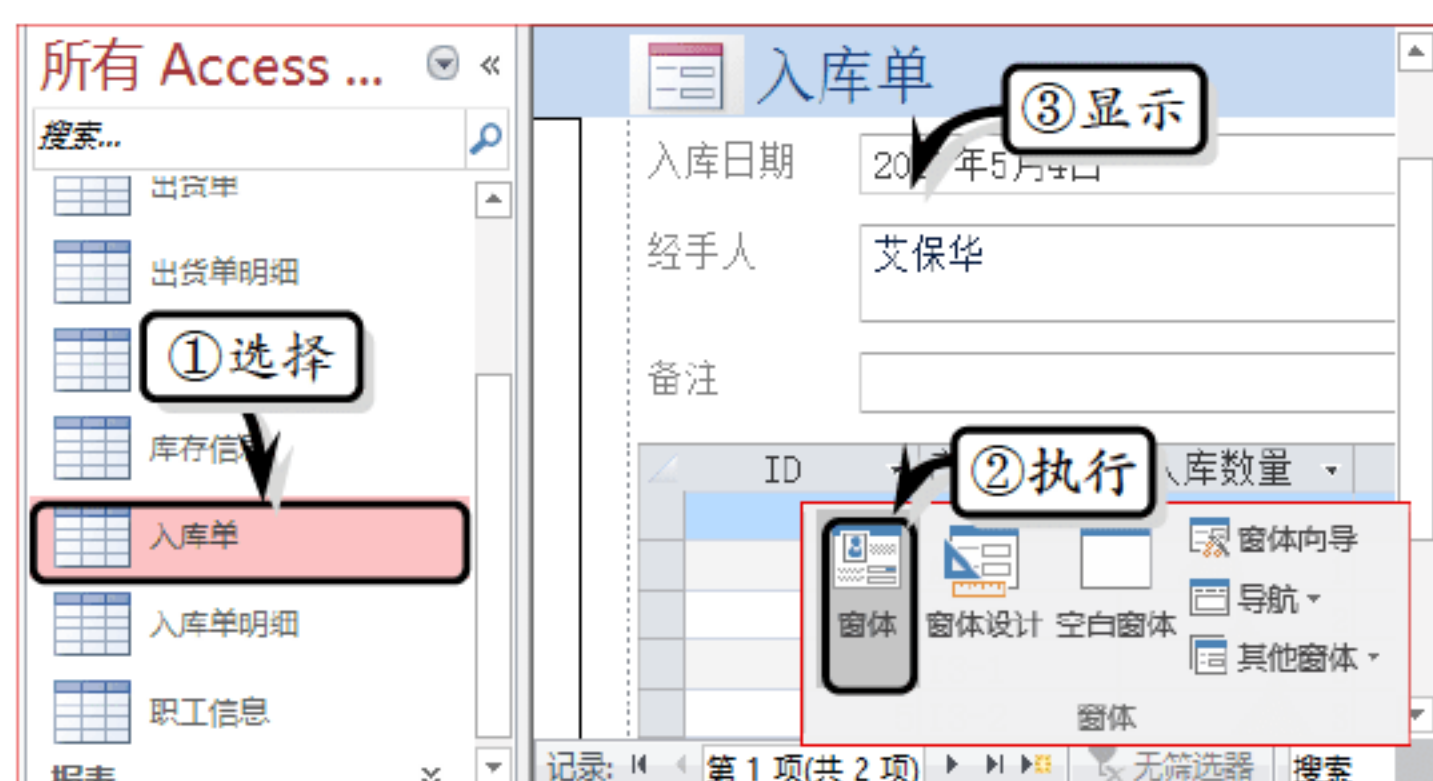 所有 Access ...
搜索...
出货单
出货单明细
①选择
库存信
入库单
入库单明细
职工信息
报表
入库单
③显示
入库日期
20 年5月4日
经手人
艾保华
备注
ID
②执行
入库数量
窗体
窗体设计
空白窗体
窗体向导
导航
其他窗体
窗体
记录:
第 1 项(共 2 项)
无筛选器
搜索